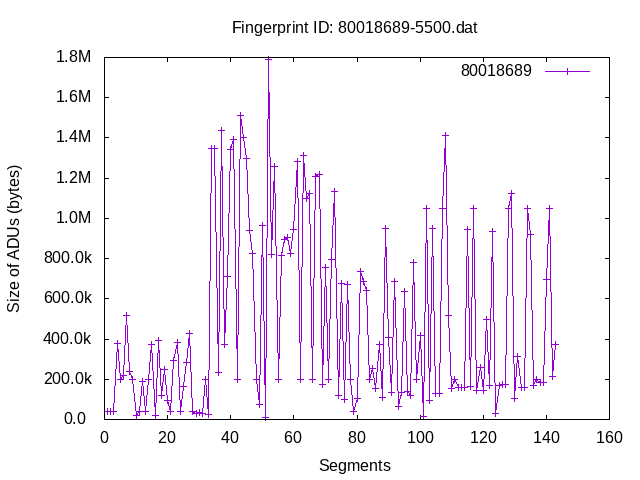 Fingerprint ID: 80018689-5500.dat
80018689
1.8M
1.6M
1.4M
1.2M
1.0M
800.0k
600.0k
400.0k
200.0k
0.0
Size of ADUs (bytes)
0 20 40 60 80 100 120 140 160
Segments